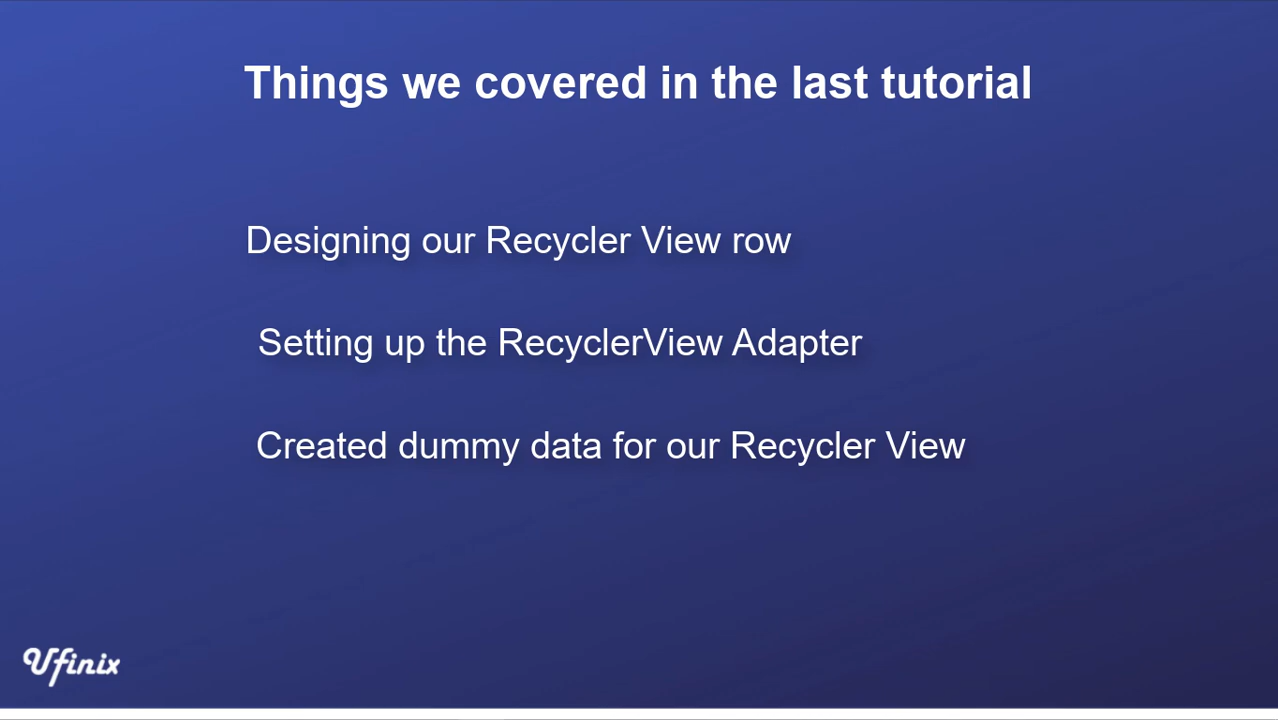 Things we covered in the last tutorial
Designing our Recycler View row
Setting up the RecyclerView Adapter
Created dummy data for our Recycler View
Ufinix